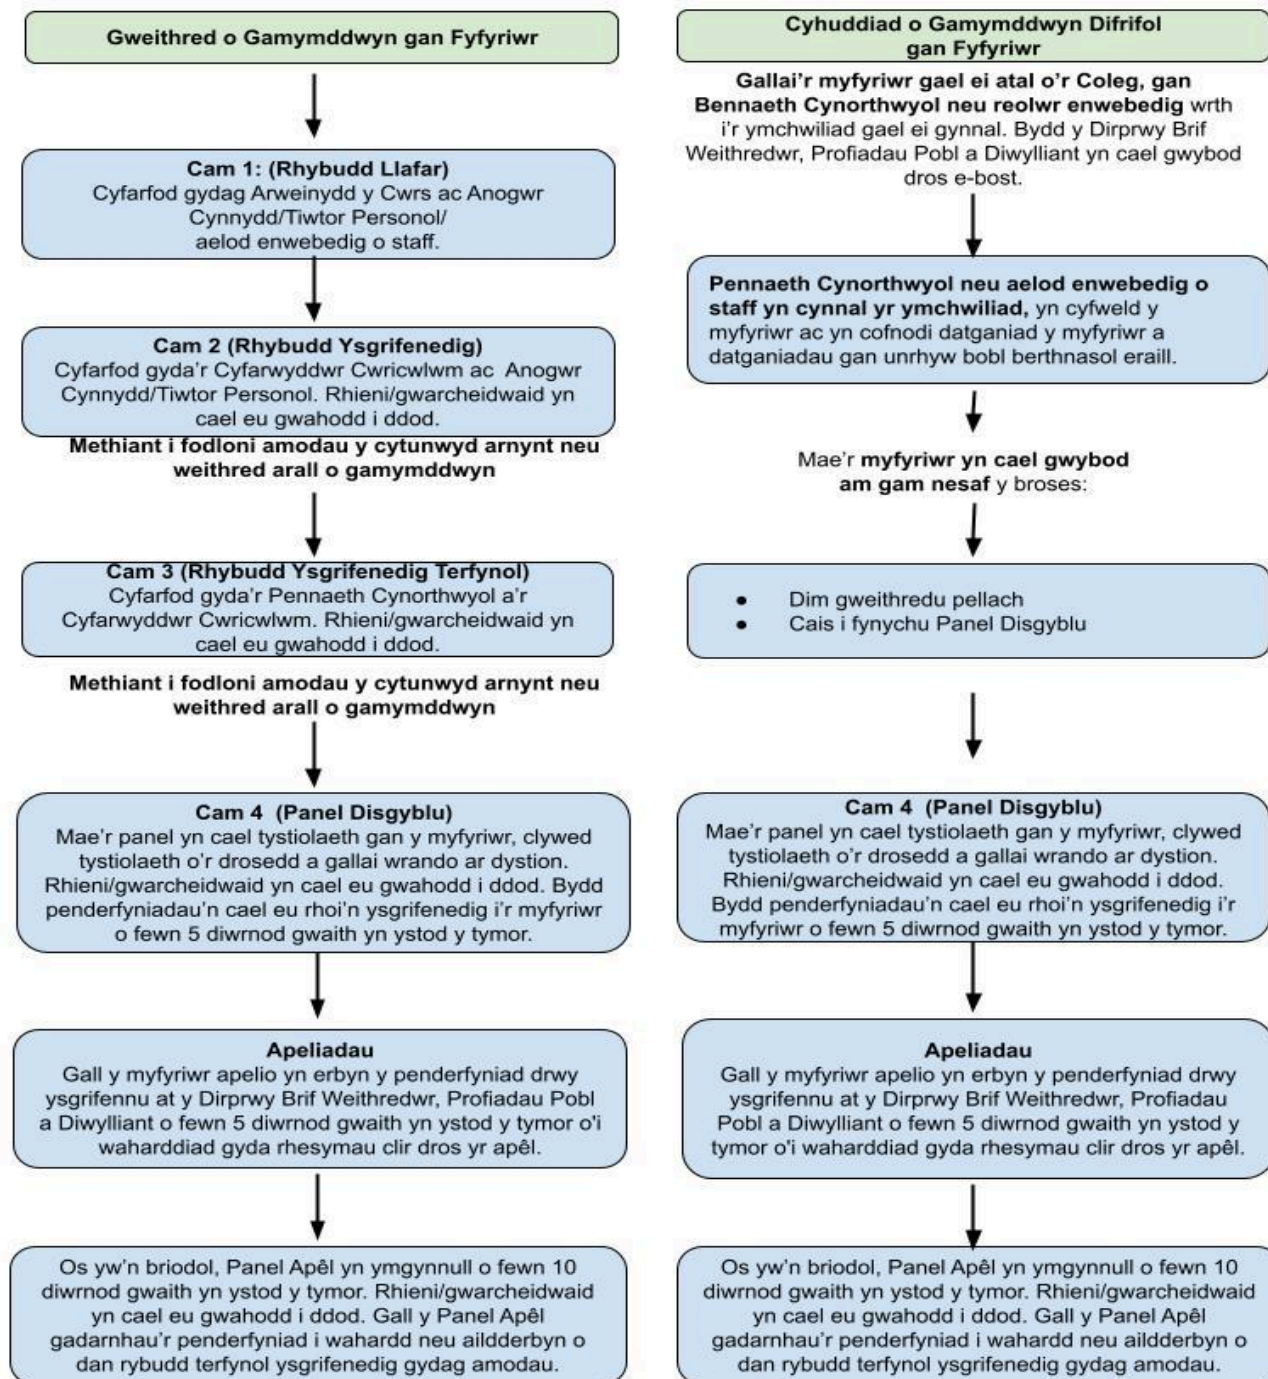 Gweithred o Gamymddwyn gan Fyfyriwr
Cam 1: (Rhybudd Llafar)
Cyfarfod gydag Arweinydd y Cwrs ac Anogwr
Cynnydd/Tiwtor Personol/
aelod enwebedig o staff.
Cam 2 (Rhybudd Ysgrifenedig)
Cyfarfod gyda'r Cyfarwyddwr Cwricwlwm ac Anogwr
Cynnydd/Tiwtor Personol. Rhieni/gwarcheidwaid yn
cael eu gwahodd i ddod.
Methiant i fodloni amodau y cytunwyd arnynt neu
weithred arall o gamymddwyn
Cam 3 (Rhybudd Ysgrifenedig Terfynol)
Cyfarfod gyda'r Pennaeth Cynorthwyol a'r
Cyfarwyddwr Cwricwlwm. Rhieni/gwarcheidwaid yn
cael eu gwahodd i ddod.
Methiant i fodloni amodau y cytunwyd arnynt neu
weithred arall o gamymddwyn
Cam 4 (Panel Disgyblu)
Mae'r panel yn cael tystiolaeth gan y myfyriwr, clywed
tystiolaeth o'r drosedd a gallai wrando ar dystion.
Rhieni/gwarcheidwaid yn cael eu gwahodd i ddod. Bydd
penderfyniadau'n cael eu rhoi'n ysgrifenedig i'r myfyriwr
o fewn 5 diwrnod gwaith yn ystod y tymor.
Apeliadau
Gall y myfyriwr apelio yn erbyn y penderfyniad drwy
ysgrifennu at y Dirprwy Brif Weithredwr, Profiadau Pobl
a Diwylliant o fewn 5 diwrnod gwaith yn ystod y tymor o'i
waharddiad gyda rhesymau clir dros yr apêl.
Os yw'n briodol, Panel Apêl yn ymgynnull o fewn 10
diwrnod gwaith yn ystod y tymor. Rhieni/gwarcheidwaid
yn cael eu gwahodd i ddod. Gall y Panel Apêl
gadarnhau'r penderfyniad i wahardd neu aildderbyn o
dan rybudd terfynol ysgrifenedig gydag amodau.
Cyhuddiad o Gamymddwyn Difrifol
gan Fyfyriwr
Gallai'r myfyriwr gael ei atal o'r Coleg, gan
Bennaeth Cynorthwyol neu reolwr enwebedig wrth
i'r ymchwiliad gael ei gynnal. Bydd y Dirprwy Brif
Weithredwr, Profiadau Pobl a Diwylliant yn cael gwybod
dros e-bost.
Pennaeth Cynorthwyol neu aelod enwebedig o
staff yn cynnal yr ymchwiliad, yn cyfweld y
myfyriwr ac yn cofnodi datganiad y myfyriwr a
datganiadau gan unrhyw bobl berthnasol eraill.
Mae'r myfyriwr yn cael gwybod
am gam nesaf y broses:
● Dim gweithredu pellach
● Cais i fynychu Panel Disgyblu
Cam 4 (Panel Disgyblu)
Mae'r panel yn cael tystiolaeth gan y myfyriwr, clywed
tystiolaeth o'r drosedd a gallai wrando ar dystion.
Rhieni/gwarcheidwaid yn cael eu gwahodd i ddod.
Bydd penderfyniadau'n cael eu rhoi'n ysgrifenedig i'r
myfyriwr o fewn 5 diwrnod gwaith yn ystod y tymor.
Apeliadau
Gall y myfyriwr apelio yn erbyn y penderfyniad drwy
ysgrifennu at y Dirprwy Brif Weithredwr, Profiadau
Pobl a Diwylliant o fewn 5 diwrnod gwaith yn ystod y
tymor o'i waharddiad gyda rhesymau clir dros yr apêl.
Os yw'n briodol, Panel Apêl yn ymgynnull o fewn 10
diwrnod gwaith yn ystod y tymor. Rhieni/gwarcheidwaid
yn cael eu gwahodd i ddod. Gall y Panel Apêl
gadarnhau'r penderfyniad i wahardd neu aildderbyn o
dan rybudd terfynol ysgrifenedig gydag amodau.